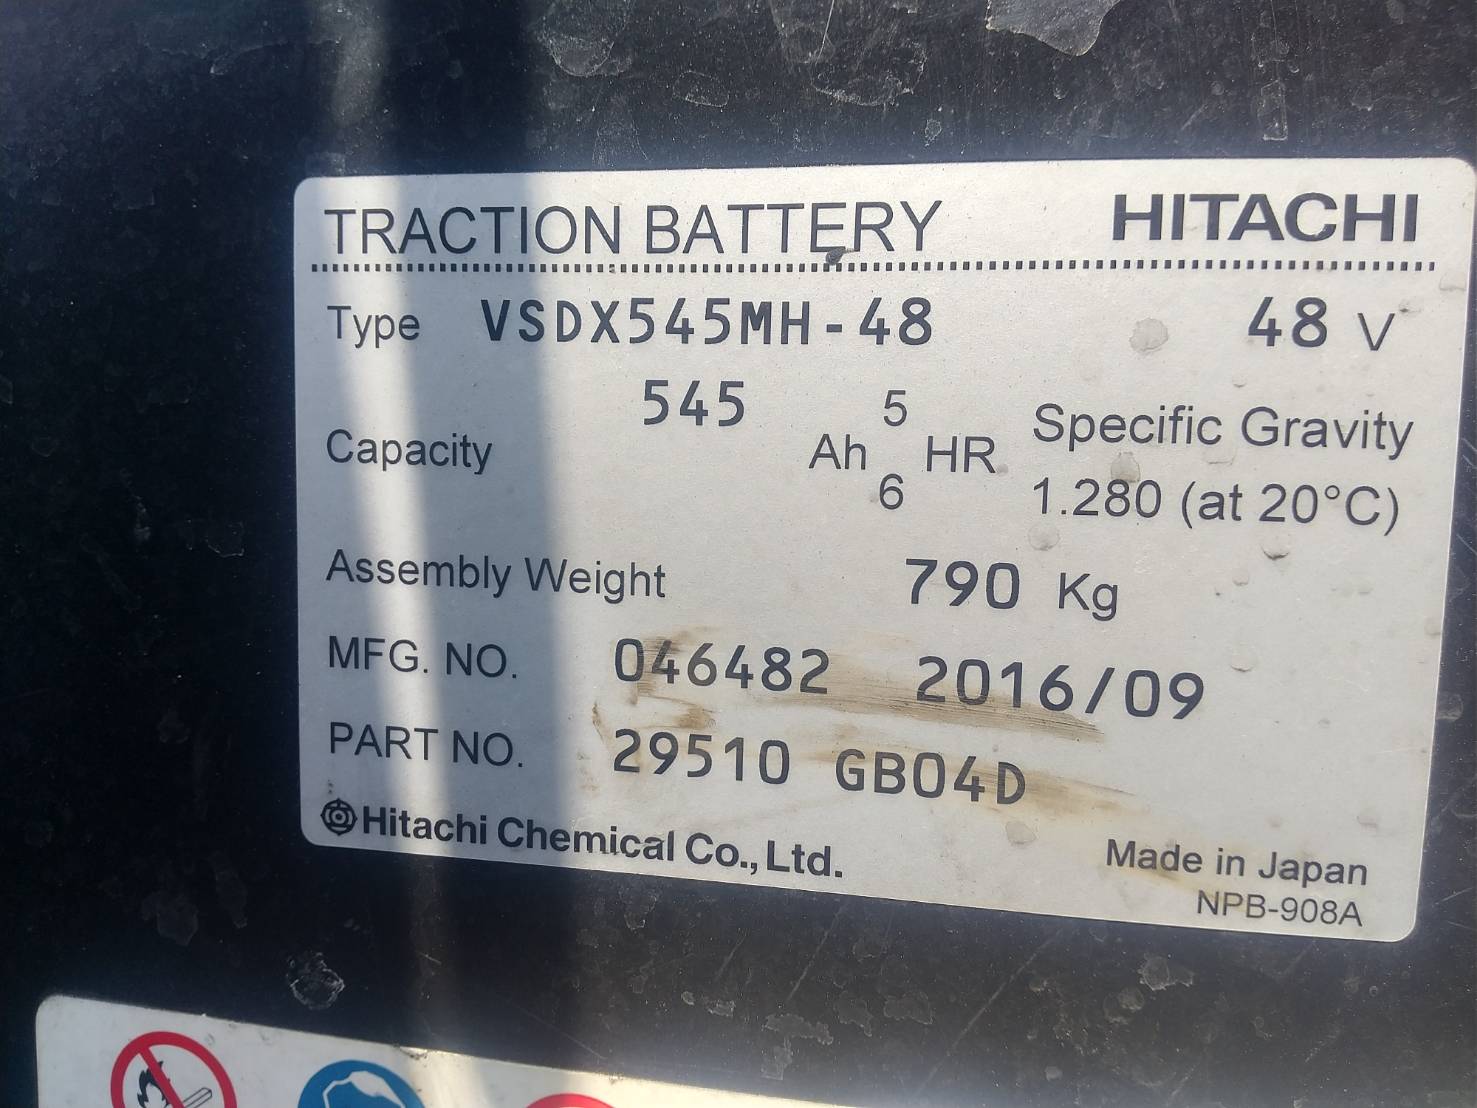 TRACTION BATTERY HITACHI
Type VSDX545MH-48 48 V
Capacity 545 Ah 5 HR Specific Gravity
6 1.280 (at 20°C)
Assembly Weight 790 Kg
MFG. NO. 046482 2016/09
PART NO. 29510 GB04D
Hitachi Chemical Co., Ltd. Made in Japan
NPB-908A